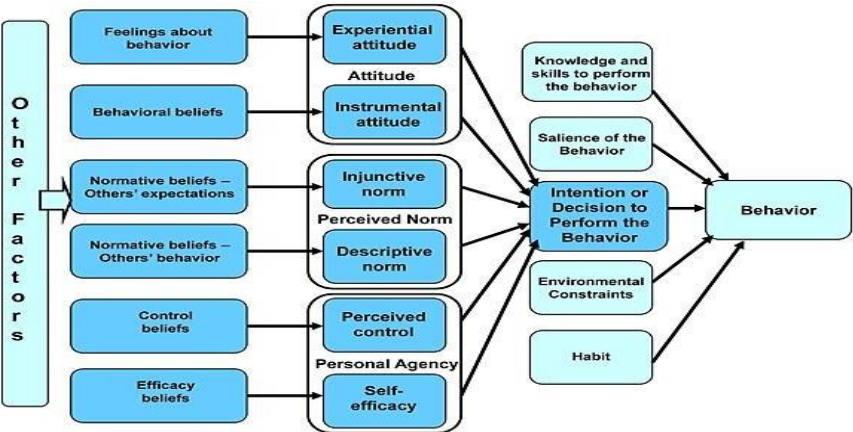 Other Factors
Feelings about
behavior
Behavioral beliefs
Normative beliefs –
Others' expectations
Normative beliefs –
Others' behavior
Control
beliefs
Efficacy
beliefs
Experiential
attitude
Attitude
Instrumental
attitude
Injunctive
norm
Perceived Norm
Descriptive
norm
Perceived
control
Personal Agency
Self-
efficacy
Knowledge and
skills to perform
the behavior
Salience of the
Behavior
Intention or
Decision to
Perform the
Behavior
Environmental
Constraints
Habit
Behavior